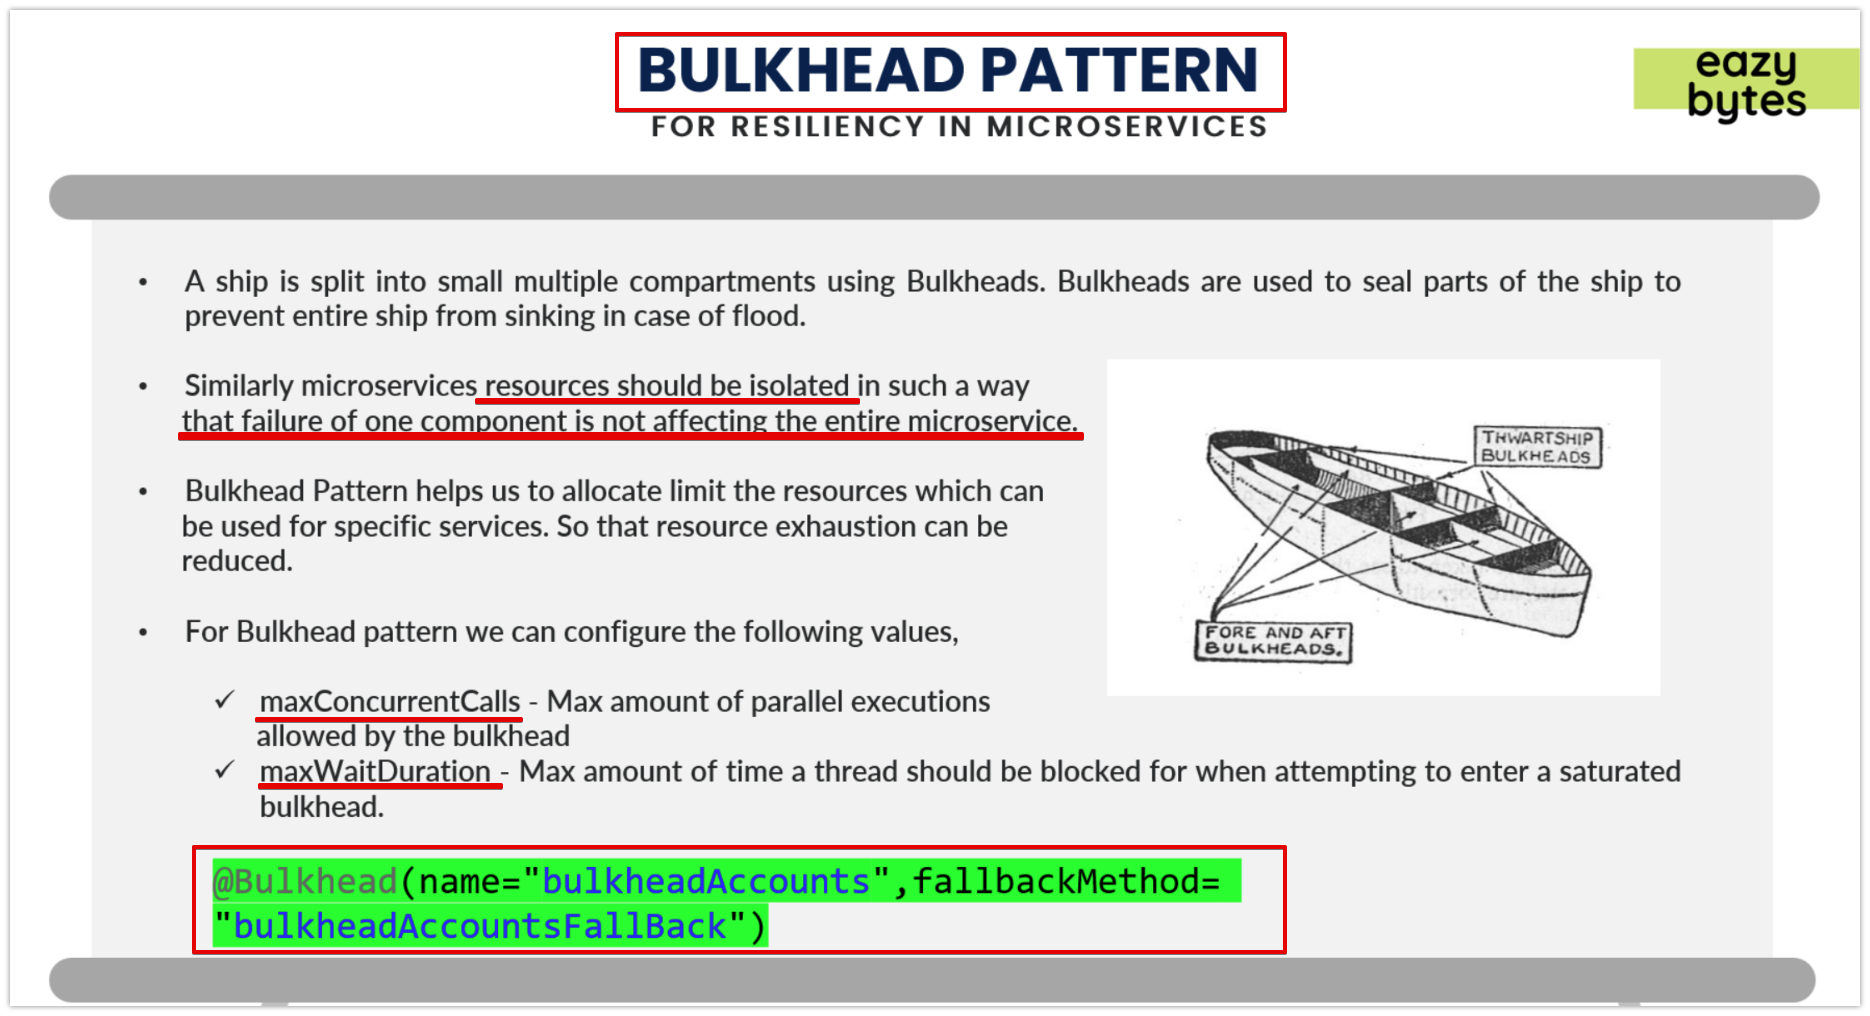 BULKHEAD PATTERN
eazy
bytes
FOR RESILIENCY IN MICROSERVICES
• A ship is split into small multiple compartments using Bulkheads. Bulkheads are used to seal parts of the ship to
prevent entire ship from sinking in case of flood.
• Similarly microservices resources should be isolated in such a way
that failure of one component is not affecting the entire microservice.
• Bulkhead Pattern helps us to allocate limit the resources which can
be used for specific services. So that resource exhaustion can be
reduced.
THWARTSHIP
BULKHEADS
FORE AND AFT
BULKHEADS.
• For Bulkhead pattern we can configure the following values,
✓ maxConcurrentCalls - Max amount of parallel executions
allowed by the bulkhead
✓ maxWaitDuration - Max amount of time a thread should be blocked for when attempting to enter a saturated
bulkhead.
@Bulkhead(name="bulkheadAccounts",fallbackMethod=
"bulkheadAccountsFallBack")